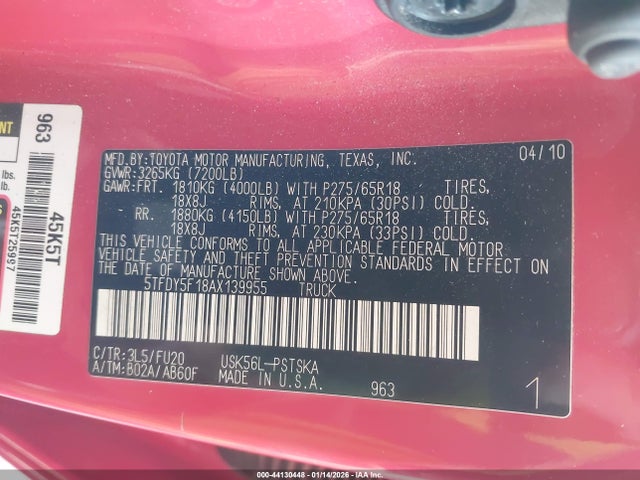 MFD.BY:TOYOTA MOTOR MANUFACTURING, TEXAS, INC. 04/10
GVWR:3265KG (7200LB)
GAWR:FRT. 1810KG (4000LB) WITH P275/65R18 TIRES,
18X8J RIMS, AT 210KPA (30PSI) COLD.
RR. 1880KG (4150LB) WITH P275/65R18 TIRES,
18X8J RIMS, AT 230KPA (33PSI) COLD.
THIS VEHICLE CONFORMS TO ALL APPLICABLE FEDERAL MOTOR
VEHICLE SAFETY AND THEFT PREVENTION STANDARDS IN EFFECT ON
THE DATE OF MANUFACTURE SHOWN ABOVE.
5TFDY5F18AX139955 TRUCK
C/TR:3L5/FU20 USK56L-PSTSKA
A/TM:B02A/AB60F MADE IN U.S.A. 963 1
963
45K5T
45K5T25997
lbs.
lb.
000-44130448 - 01/14/2026 - IAAI BRANDING